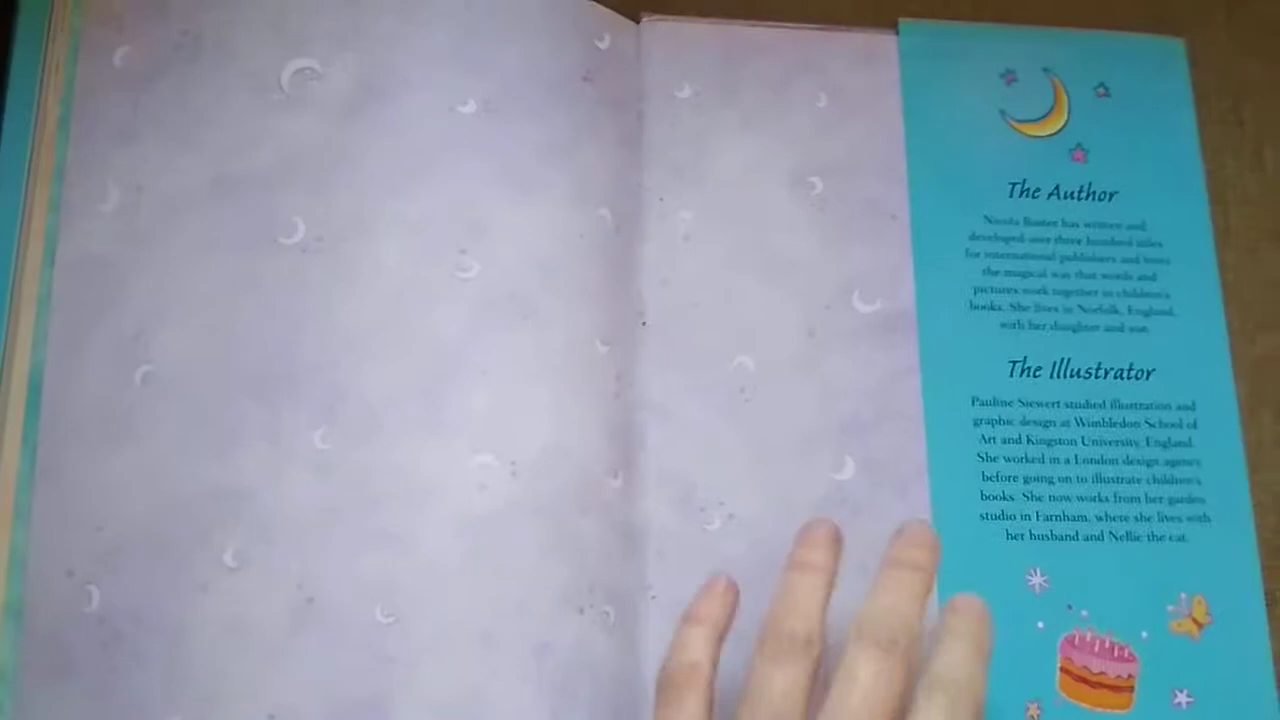 The Author
Nicola Baxter has written and
developed over three hundred titles
for international publishers and loves
the magical way that words and
pictures work together in children's
books. She lives in Norfolk, England,
with her daughter and son.
The Illustrator
Pauline Siewert studied illustration and
graphic design at Wimbledon School of
Art and Kingston University, England.
She worked in a London design agency
before going on to illustrate children's
books. She now works from her garden
studio in Farnham, where she lives with
her husband and Nellie the cat.